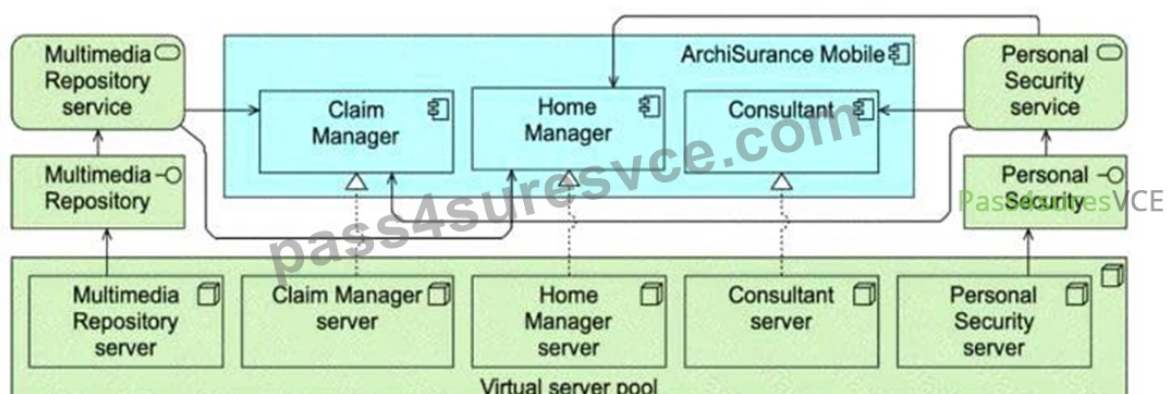 Multimedia
Repository
service
ArchiSurance Mobile
Personal
Security
service
Claim
Manager
Home
Manager
Consultant
Multimedia
Repository
Personal
Security
pass4suresvce.com
Pass4suresVCE
Multimedia
Repository
server
Claim Manager
server
Home
Manager
server
Consultant
server
Personal
Security
server
Virtual server pool